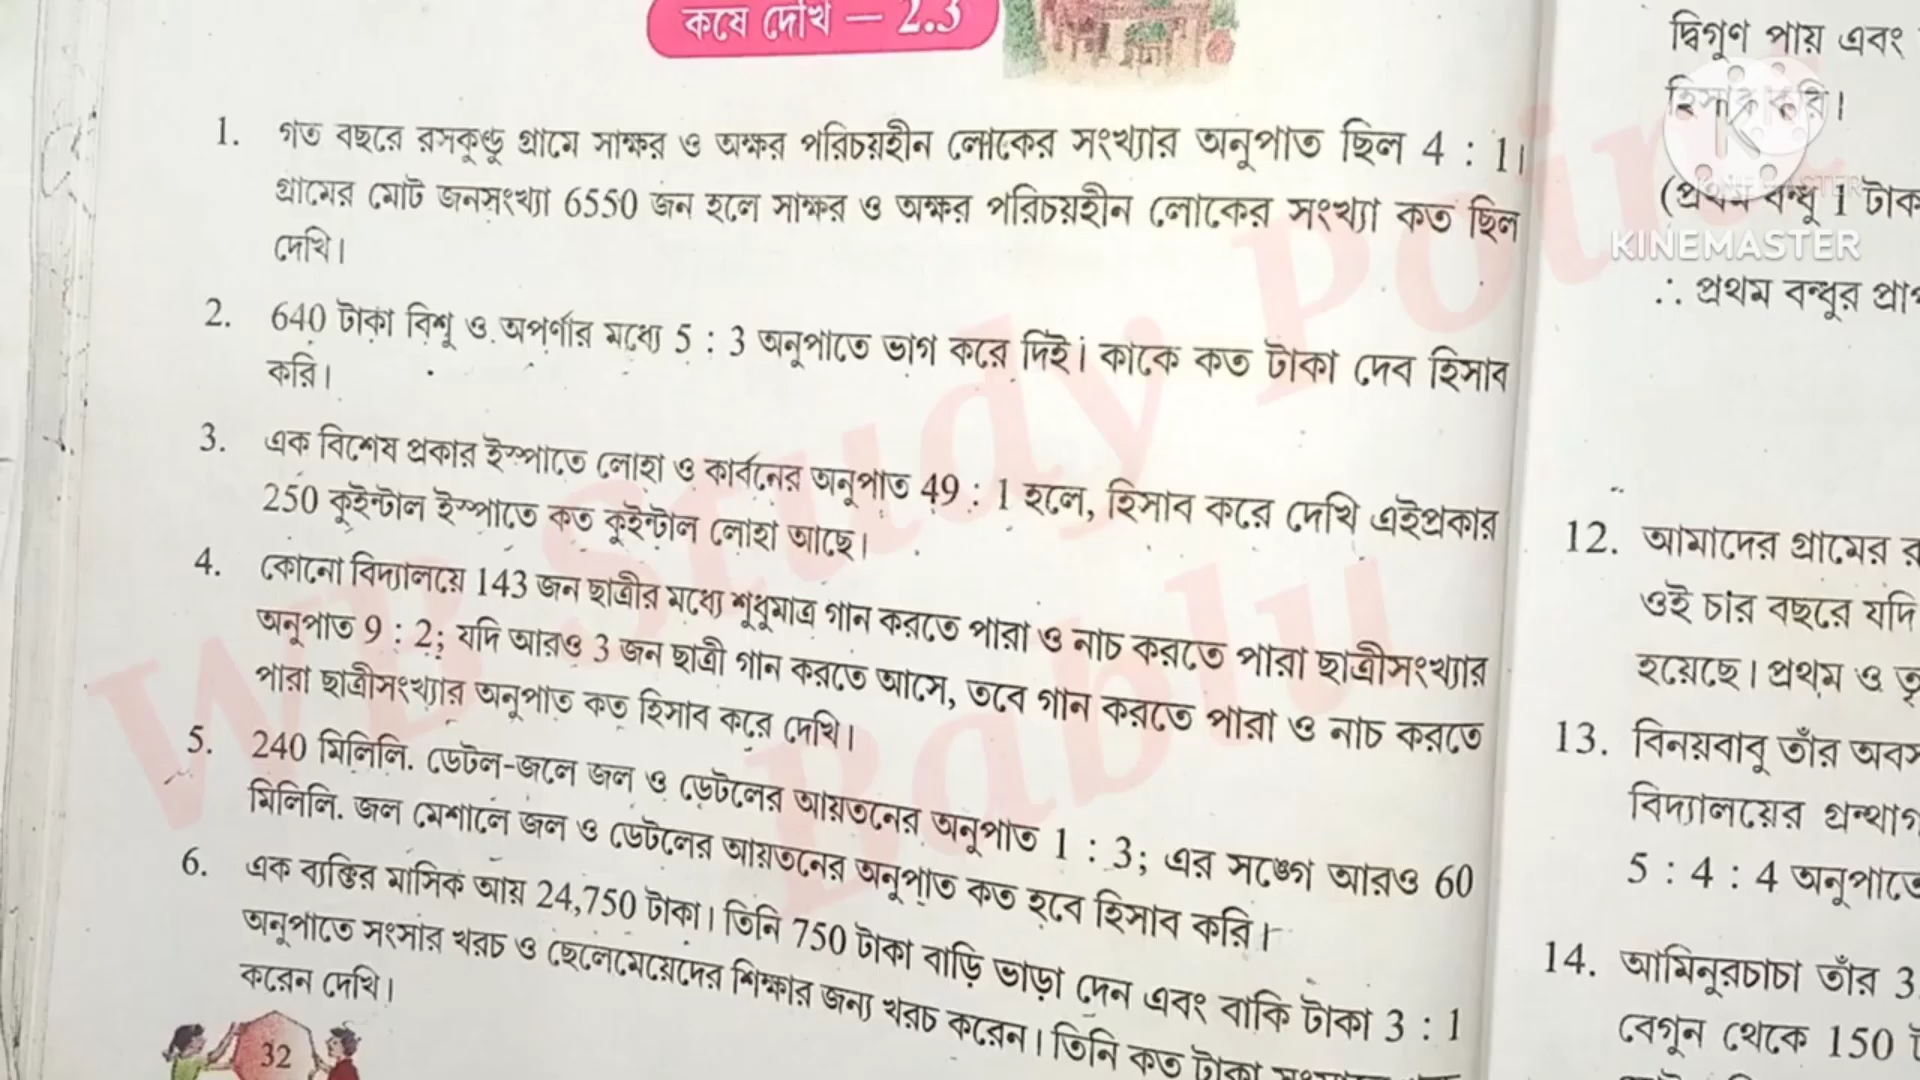 কষে দেখি — 2.3
1. গত বছরে রসকুণ্ডু গ্রামে সাক্ষর ও অক্ষর পরিচয়হীন লোকের সংখ্যার অনুপাত ছিল 4 : 1।
গ্রামের মোট জনসংখ্যা 6550 জন হলে সাক্ষর ও অক্ষর পরিচয়হীন লোকের সংখ্যা কত ছিল
দেখি।
2. 640 টাকা বিশু ও অপর্ণার মধ্যে 5 : 3 অনুপাতে ভাগ করে দিই। কাকে কত টাকা দেব হিসাব
করি।
3. এক বিশেষ প্রকার ইস্পাতে লোহা ও কার্বনের অনুপাত 49 : 1 হলে, হিসাব করে দেখি এইপ্রকার
250 কুইন্টাল ইস্পাতে কত কুইন্টাল লোহা আছে।
4. কোনো বিদ্যালয়ে 143 জন ছাত্রীর মধ্যে শুধুমাত্র গান করতে পারা ও নাচ করতে পারা ছাত্রীসংখ্যার
অনুপাত 9 : 2; যদি আরও 3 জন ছাত্রী গান করতে আসে, তবে গান করতে পারা ও নাচ করতে
পারা ছাত্রীসংখ্যার অনুপাত কত হিসাব করে দেখি।
5. 240 মিলিলি. ডেটল-জলে জল ও ডেটলের আয়তনের অনুপাত 1 : 3; এর সঙ্গে আরও 60
মিলিলি. জল মেশালে জল ও ডেটলের আয়তনের অনুপাত কত হবে হিসাব করি।
6. এক ব্যক্তির মাসিক আয় 24,750 টাকা। তিনি 750 টাকা বাড়ি ভাড়া দেন এবং বাকি টাকা 3 : 1
অনুপাতে সংসার খরচ ও ছেলেমেয়েদের শিক্ষার জন্য খরচ করেন। তিনি কত টাকা
করেন দেখি।
32
দ্বিগুণ পায় এবং
হিসাব করি।
(প্রথম বন্ধু 1 টাক
∴ প্রথম বন্ধুর প্রা
12. আমাদের গ্রামের র
ওই চার বছরে যদি
হয়েছে। প্রথম ও তৃ
13. বিনয়বাবু তাঁর অবস
বিদ্যালয়ের গ্রন্থাগ
5 : 4 : 4 অনুপাতে
14. আমিনুরচাচা তাঁর 3
বেগুন থেকে 150 ট
KINEMASTER
WB Study Point
Bablu